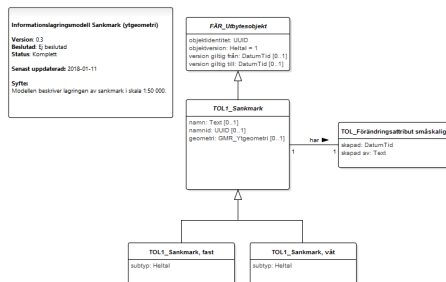 Informationslagringsmodell Sankmark (ytgeometri)
Version: 0.3
Beslutad: Ej beslutad
Status: Komplett
Senast uppdaterad: 2018-01-11
Syfte:
Modellen beskriver lagringen av sankmark i skala 1:50 000.
FÄR_Utbytesobjekt
objektidentitet: UUID
objektversion: Heltal = 1
version giltig från: DatumTid [0..1]
version giltig till: DatumTid [0..1]
TOL1_Sankmark
namn: Text [0..1]
namnid: UUID [0..1]
geometri: GMR_Ytgeometri [0..1]
har
1
1
TOL_Förändringsattribut småskalig
skapad: DatumTid
skapad av: Text
TOL1_Sankmark, fast
subtyp: Heltal
TOL1_Sankmark, våt
subtyp: Heltal